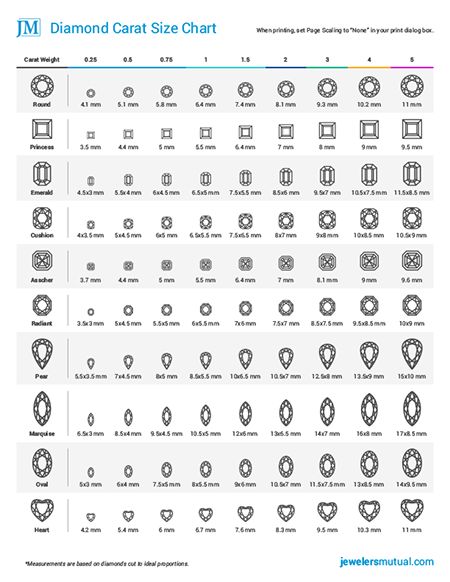 JM Diamond Carat Size Chart When printing, set Page Scaling to “None” in your print dialog box.
Carat Weight 0.25 0.5 0.75 1 1.5 2 3 4 5
Round 4.1 mm 5.1 mm 5.8 mm 6.4 mm 7.4 mm 8.1 mm 9.3 mm 10.2 mm 11 mm
Princess 3.5 mm 4.4 mm 5 mm 5.5 mm 6.4 mm 7 mm 8 mm 9 mm 9.5 mm
Emerald 4.5x3 mm 5.5x4 mm 6x4.5 mm 6.5x5 mm 7.5x5.5 mm 8.5x6 mm 9.5x7 mm 10.5x7.5 mm 11.5x8.5 mm
Cushion 4x3.5 mm 5x4.5 mm 6x5 mm 6.5x5.5 mm 7.5x6.5 mm 8x7 mm 9x8 mm 10x8.5 mm 10.5x9 mm
Asscher 3.7 mm 4.4 mm 5 mm 5.5 mm 6.4 mm 7 mm 8.1 mm 9 mm 9.6 mm
Radiant 3.5x3 mm 5x4.5 mm 5.5x5 mm 6x5.5 mm 7x6 mm 7.5x7 mm 8.5x7.5 mm 9.5x8.5 mm 10x9 mm
Pear 5.5x3.5 mm 7x4.5 mm 8x5 mm 8.5x5.5 mm 10x6.5 mm 10.5x7 mm 12.5x8 mm 13.5x9 mm 15x10 mm
Marquise 6.5x3 mm 8.5x4 mm 9.5x4.5 mm 10.5x5 mm 12x6 mm 13x6.5 mm 14x7 mm 16x8 mm 17x8.5 mm
Oval 5x3 mm 6x4 mm 7.5x5 mm 8x5.5 mm 9x6 mm 10.5x7 mm 11.5x7.5 mm 13x8.5 mm 14x9.5 mm
Heart 4.2 mm 5.4 mm 6 mm 6.7 mm 7.6 mm 8.3 mm 9.5 mm 10.3 mm 11 mm
*Measurements are based on diamonds cut to ideal proportions. jewelersmutual.com